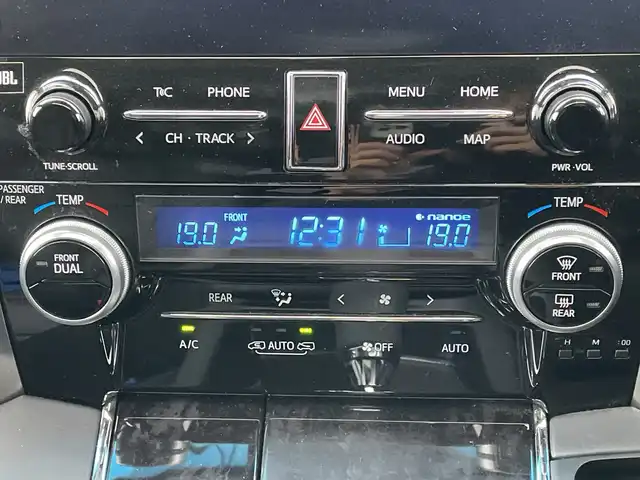 JBL
T&C PHONE
MENU HOME
CH · TRACK
AUDIO MAP
TUNE·SCROLL
PWR·VOL
PASSENGER
/ REAR
TEMP
TEMP
FRONT
nanoe
19.0 12:31 19.0
FRONT
DUAL
FRONT
REAR
REAR
A/C
AUTO
OFF
AUTO
H M :00